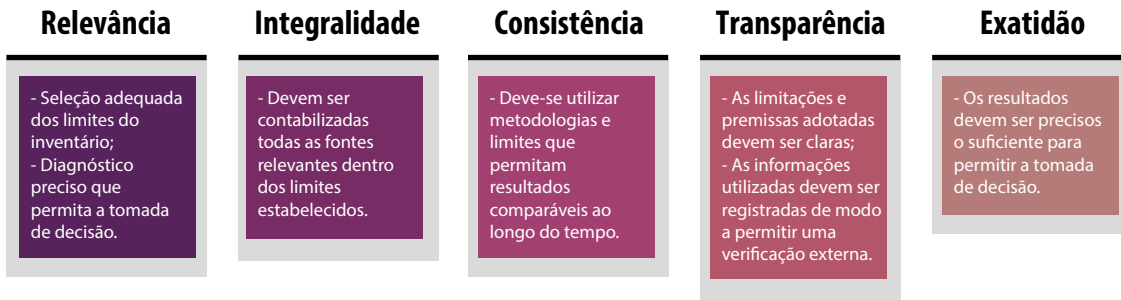 Relevância
- Seleção adequada
dos limites do
inventário;
- Diagnóstico
preciso que
permita a tomada
de decisão.
Integralidade
- Devem ser
contabilizadas
todas as fontes
relevantes dentro
dos limites
estabelecidos.
Consistência
- Deve-se utilizar
metodologias e
limites que
permitam
resultados
comparáveis ao
longo do tempo.
Transparência
- As limitações e
premissas adotadas
devem ser claras;
- As informações
utilizadas devem ser
registradas de modo
a permitir uma
verificação externa.
Exatidão
- Os resultados
devem ser precisos
o suficiente para
permitir a tomada
de decisão.